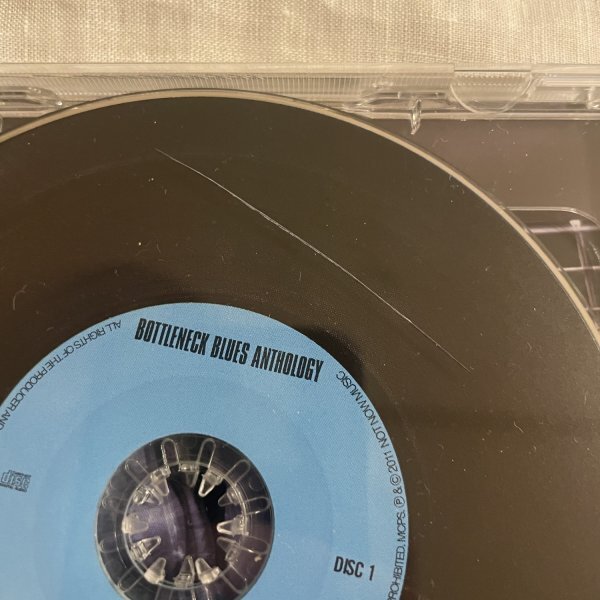 BOTTLENECK BLUES ANTHOLOGY
ALL RIGHTS OF THE PRODUCER AND
PROHIBITED. MCPS. ℗ & © 2011 NOT NOW MUSIC
disc
DISC 1